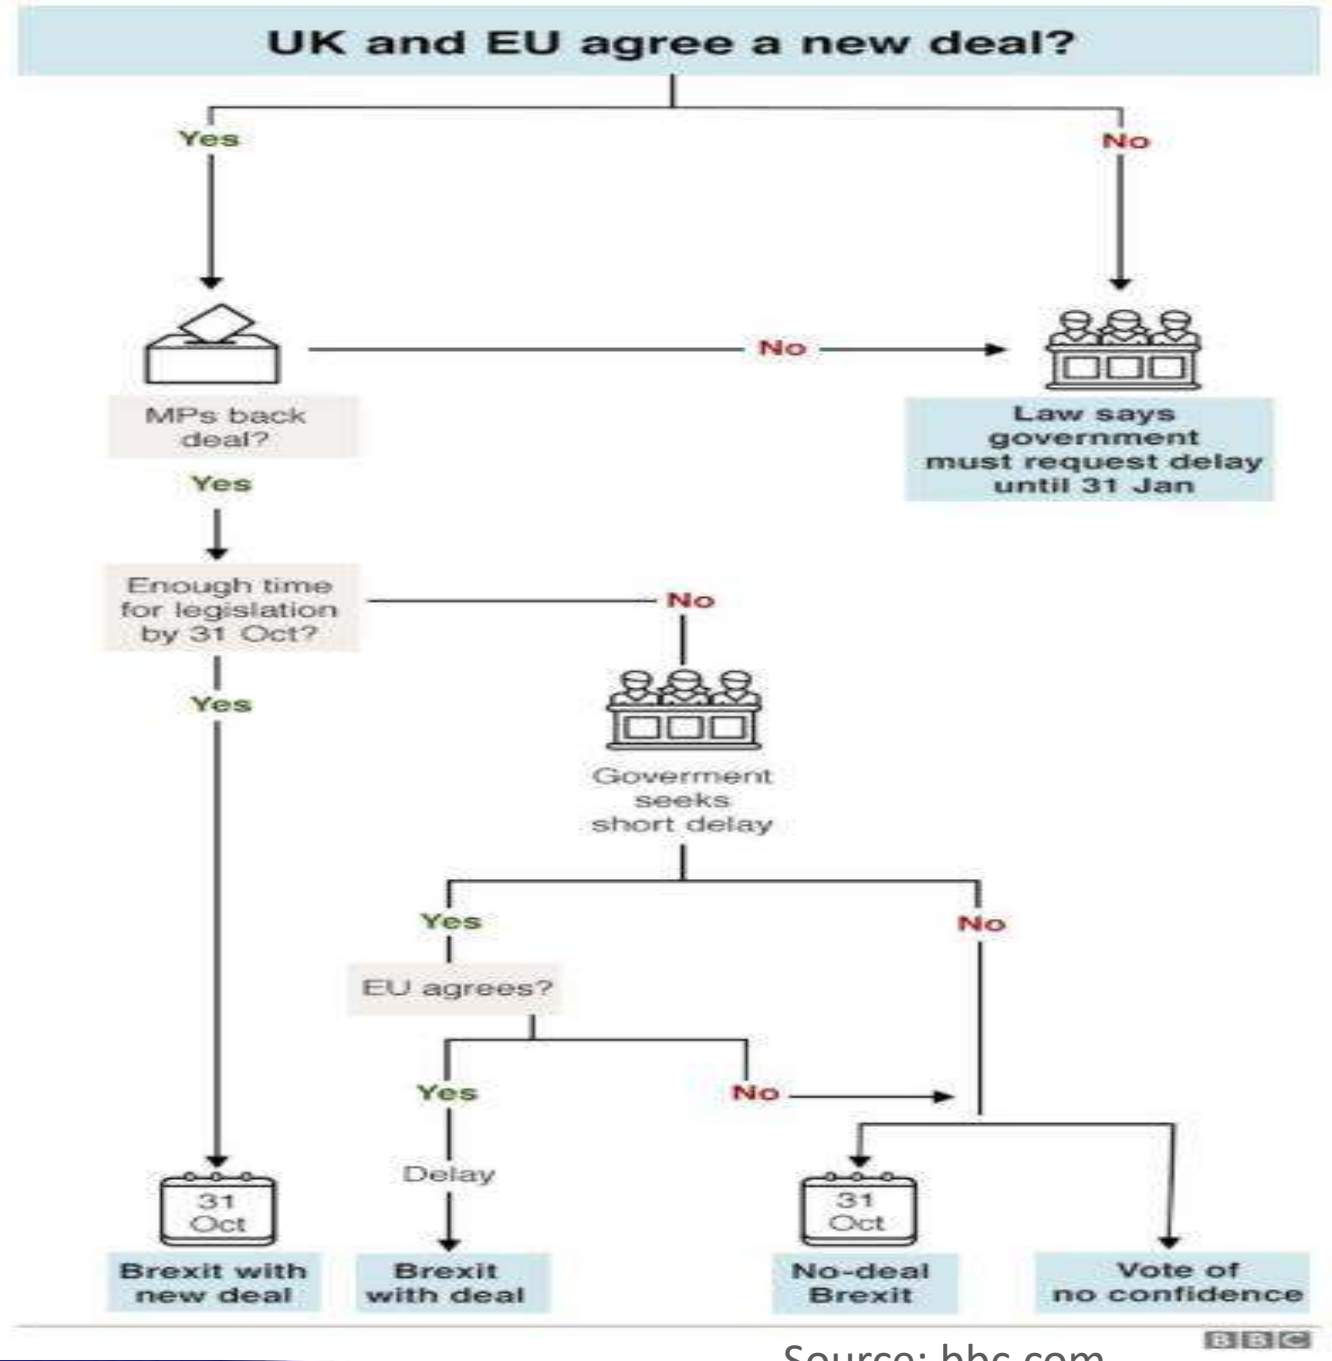 UK and EU agree a new deal?
Yes
No
No
MPs back
deal?
Law says
government
must request delay
until 31 Jan
Yes
Enough time
for legislation
by 31 Oct?
No
Yes
Goverment
seeks
short delay
Yes
No
EU agrees?
Yes
No
Delay
31
Oct
31
Oct
Brexit with
new deal
Brexit
with deal
No-deal
Brexit
Vote of
no confidence
BBC
Source: bbc.com